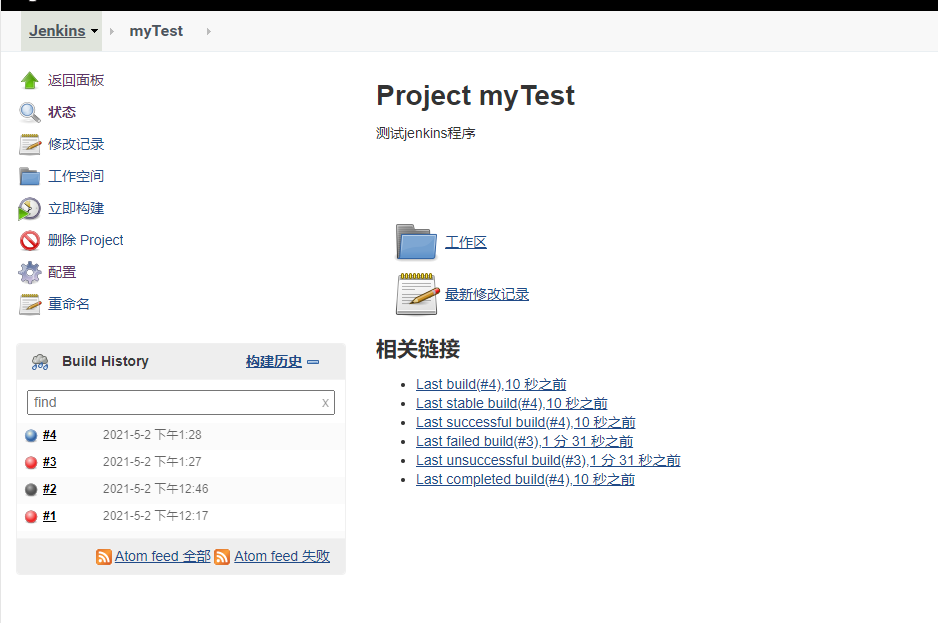 Jenkins myTest
返回面板
状态
修改记录
工作空间
立即构建
删除 Project
配置
重命名
Build History 构建历史
find x
#4 2021-5-2 下午1:28
#3 2021-5-2 下午1:27
#2 2021-5-2 下午12:46
#1 2021-5-2 下午12:17
Atom feed 全部 Atom feed 失败
Project myTest
测试jenkins程序
工作区
最新修改记录
相关链接
Last build(#4),10 秒之前
Last stable build(#4),10 秒之前
Last successful build(#4),10 秒之前
Last failed build(#3),1 分 31 秒之前
Last unsuccessful build(#3),1 分 31 秒之前
Last completed build(#4),10 秒之前